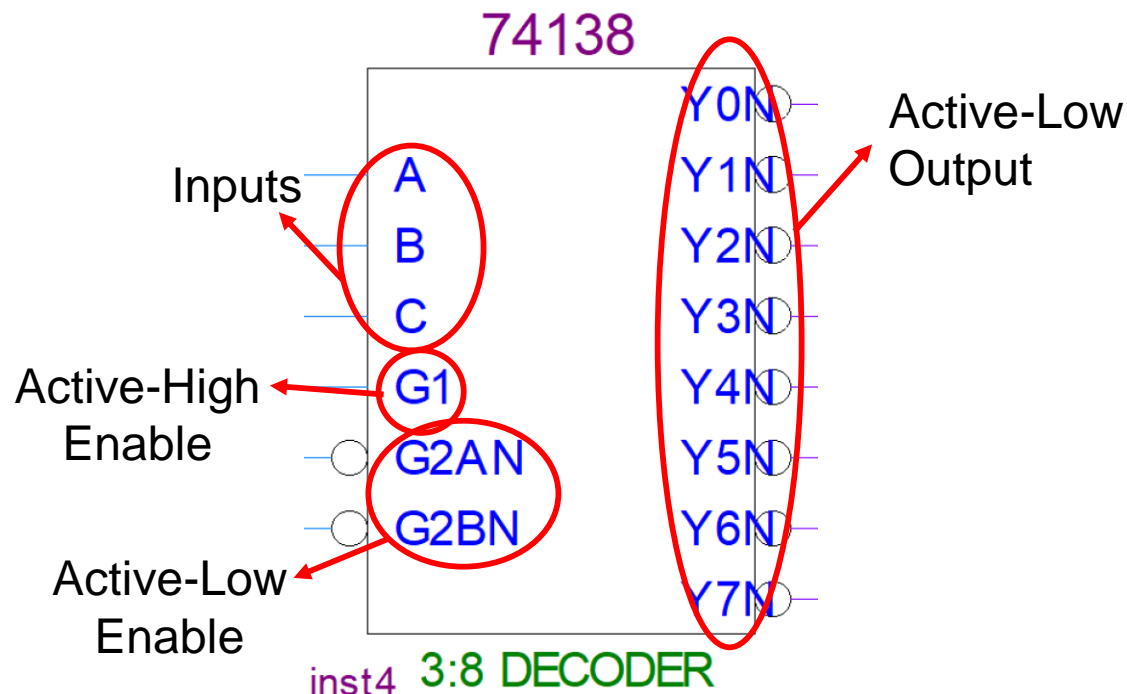 74138
Inputs
A
B
C
Active-High
Enable
G1
G2AN
G2BN
Active-Low
Enable
Y0N
Y1N
Y2N
Y3N
Y4N
Y5N
Y6N
Y7N
Active-Low
Output
inst4
3:8 DECODER